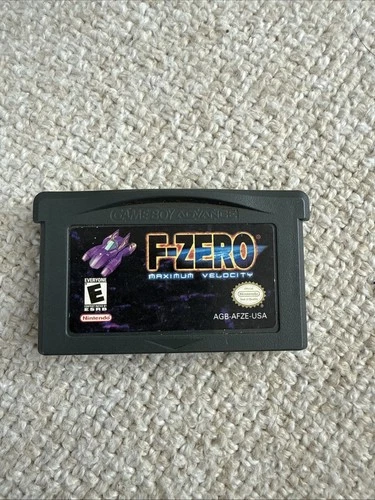 GAME BOY ADVANCE
F-ZERO
MAXIMUM VELOCITY
EVERYONE
E
ESRB
Nintendo
AGB-AFZE-USA